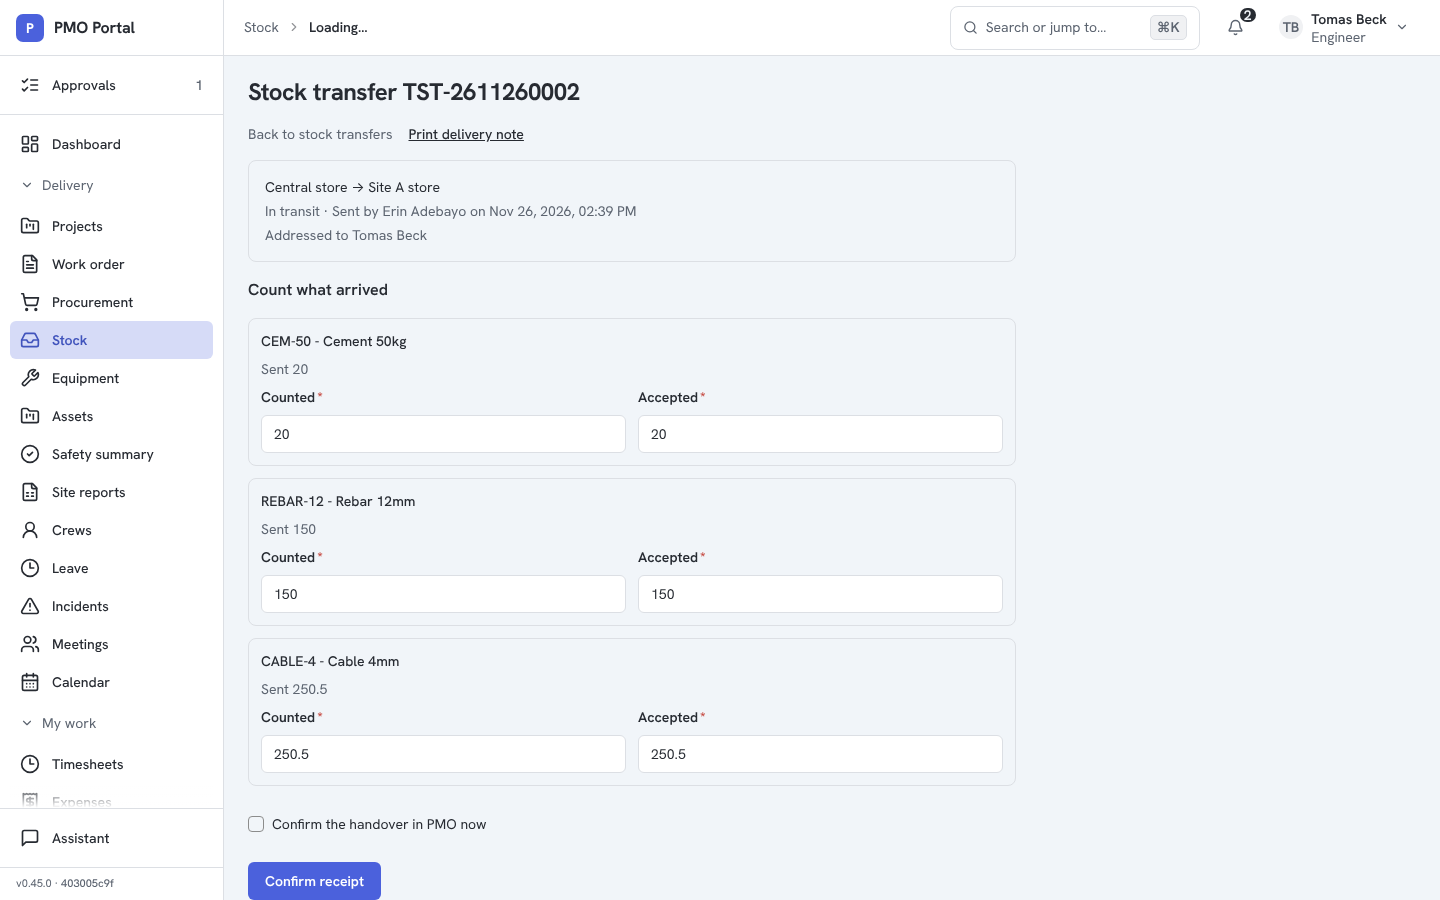 P PMO Portal
Stock > Loading...
Search or jump to... ⌘K
2
TB
Tomas Beck
Engineer
Approvals 1
Dashboard
Delivery
Projects
Work order
Procurement
Stock
Equipment
Assets
Safety summary
Site reports
Crews
Leave
Incidents
Meetings
Calendar
My work
Timesheets
Expenses
Assistant
v0.45.0 · 403005c9f
Stock transfer TST-2611260002
Back to stock transfers Print delivery note
Central store → Site A store
In transit · Sent by Erin Adebayo on Nov 26, 2026, 02:39 PM
Addressed to Tomas Beck
Count what arrived
CEM-50 - Cement 50kg
Sent 20
Counted * Accepted *
20 20
REBAR-12 - Rebar 12mm
Sent 150
Counted * Accepted *
150 150
CABLE-4 - Cable 4mm
Sent 250.5
Counted * Accepted *
250.5 250.5
Confirm the handover in PMO now
Confirm receipt